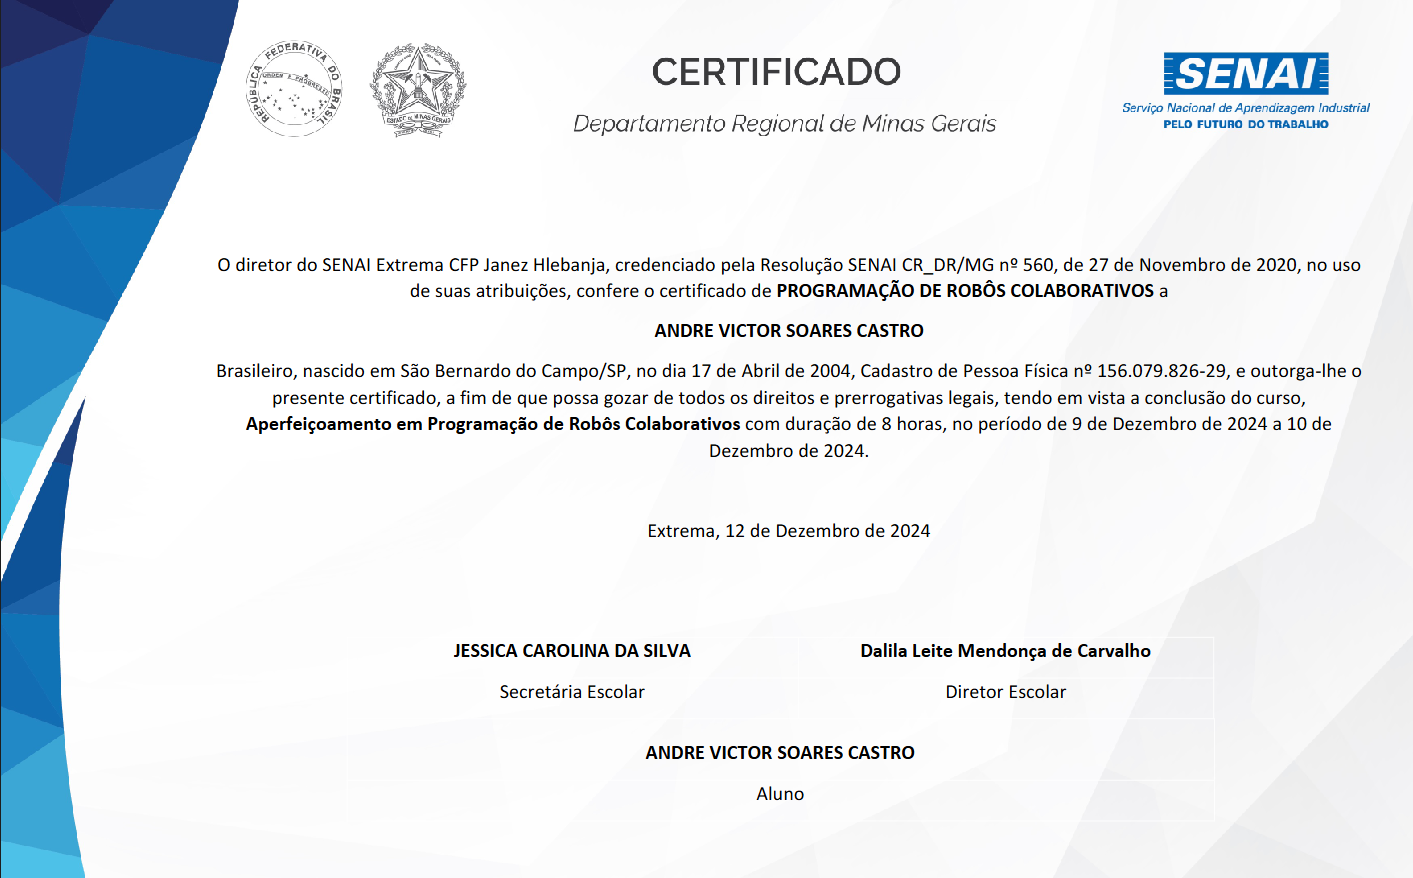 REPÚBLICA FEDERATIVA DO BRASIL
ORDEM E PROGRESSO
ESTADO DE MINAS GERAIS
CERTIFICADO
Departamento Regional de Minas Gerais
SENAI
Serviço Nacional de Aprendizagem Industrial
PELO FUTURO DO TRABALHO
O diretor do SENAI Extrema CFP Janez Hlebanja, credenciado pela Resolução SENAI CR_DR/MG nº 560, de 27 de Novembro de 2020, no uso
de suas atribuições, confere o certificado de PROGRAMAÇÃO DE ROBÔS COLABORATIVOS a
ANDRE VICTOR SOARES CASTRO
Brasileiro, nascido em São Bernardo do Campo/SP, no dia 17 de Abril de 2004, Cadastro de Pessoa Física nº 156.079.826-29, e outorga-lhe o
presente certificado, a fim de que possa gozar de todos os direitos e prerrogativas legais, tendo em vista a conclusão do curso,
Aperfeiçoamento em Programação de Robôs Colaborativos com duração de 8 horas, no período de 9 de Dezembro de 2024 a 10 de
Dezembro de 2024.
Extrema, 12 de Dezembro de 2024
JESSICA CAROLINA DA SILVA
Dalila Leite Mendonça de Carvalho
Secretária Escolar
Diretor Escolar
ANDRE VICTOR SOARES CASTRO
Aluno